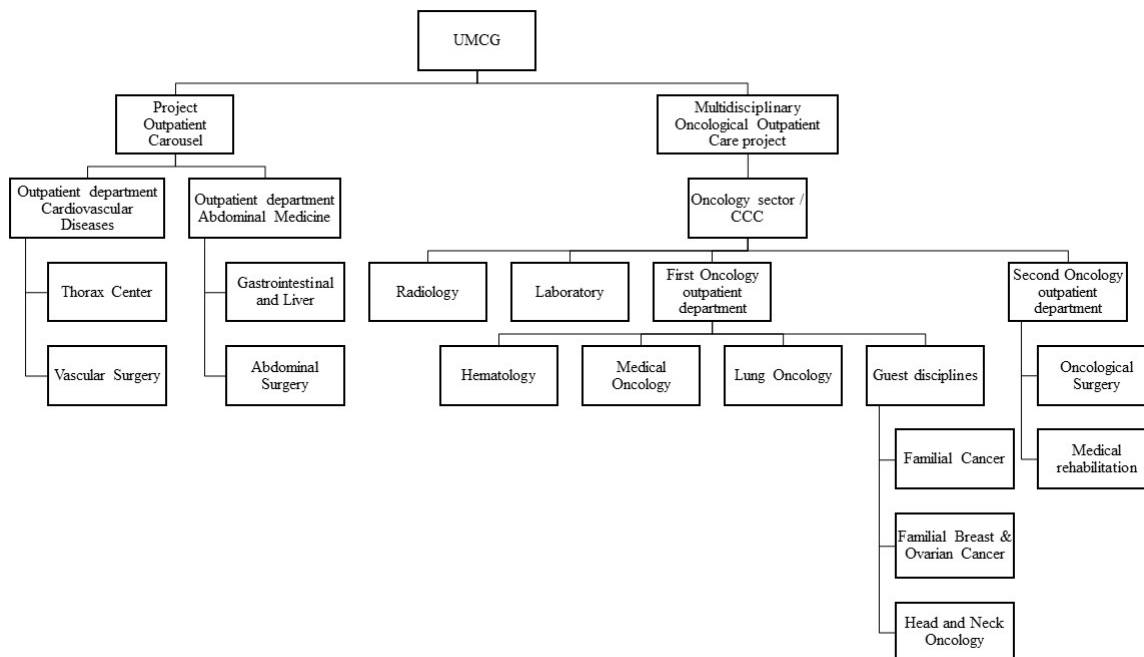 UMCG
Project
Outpatient
Carousel
Multidisciplinary
Oncological Outpatient
Care project
Outpatient department
Cardiovascular
Diseases
Outpatient department
Abdominal Medicine
Oncology sector /
CCC
Thorax Center
Gastrointestinal
and Liver
Radiology
Laboratory
First Oncology
outpatient
department
Second Oncology
outpatient
department
Vascular Surgery
Abdominal
Surgery
Hematology
Medical
Oncology
Lung Oncology
Guest disciplines
Oncological
Surgery
Familial Cancer
Medical
rehabilitation
Familial Breast &
Ovarian Cancer
Head and Neck
Oncology